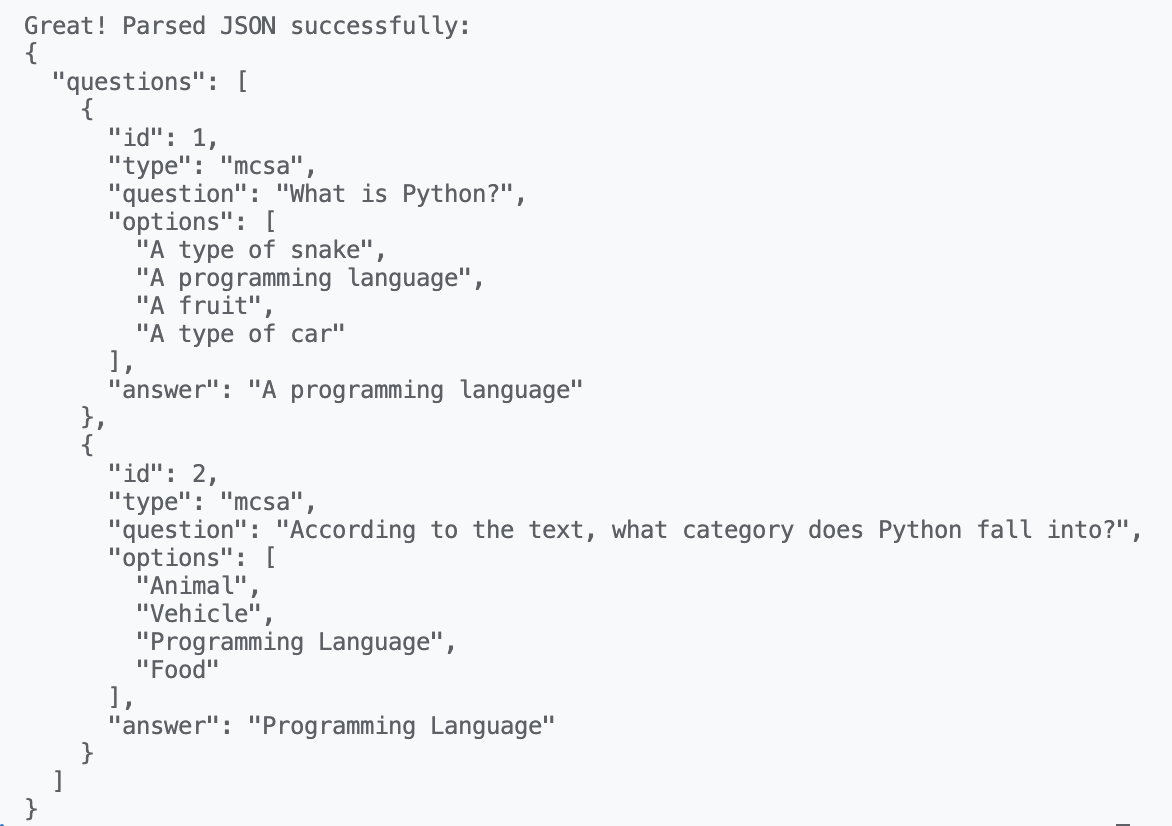 Great! Parsed JSON successfully:
{
  "questions": [
    {
      "id": 1,
      "type": "mcsa",
      "question": "What is Python?",
      "options": [
        "A type of snake",
        "A programming language",
        "A fruit",
        "A type of car"
      ],
      "answer": "A programming language"
    },
    {
      "id": 2,
      "type": "mcsa",
      "question": "According to the text, what category does Python fall into?",
      "options": [
        "Animal",
        "Vehicle",
        "Programming Language",
        "Food"
      ],
      "answer": "Programming Language"
    }
  ]
}